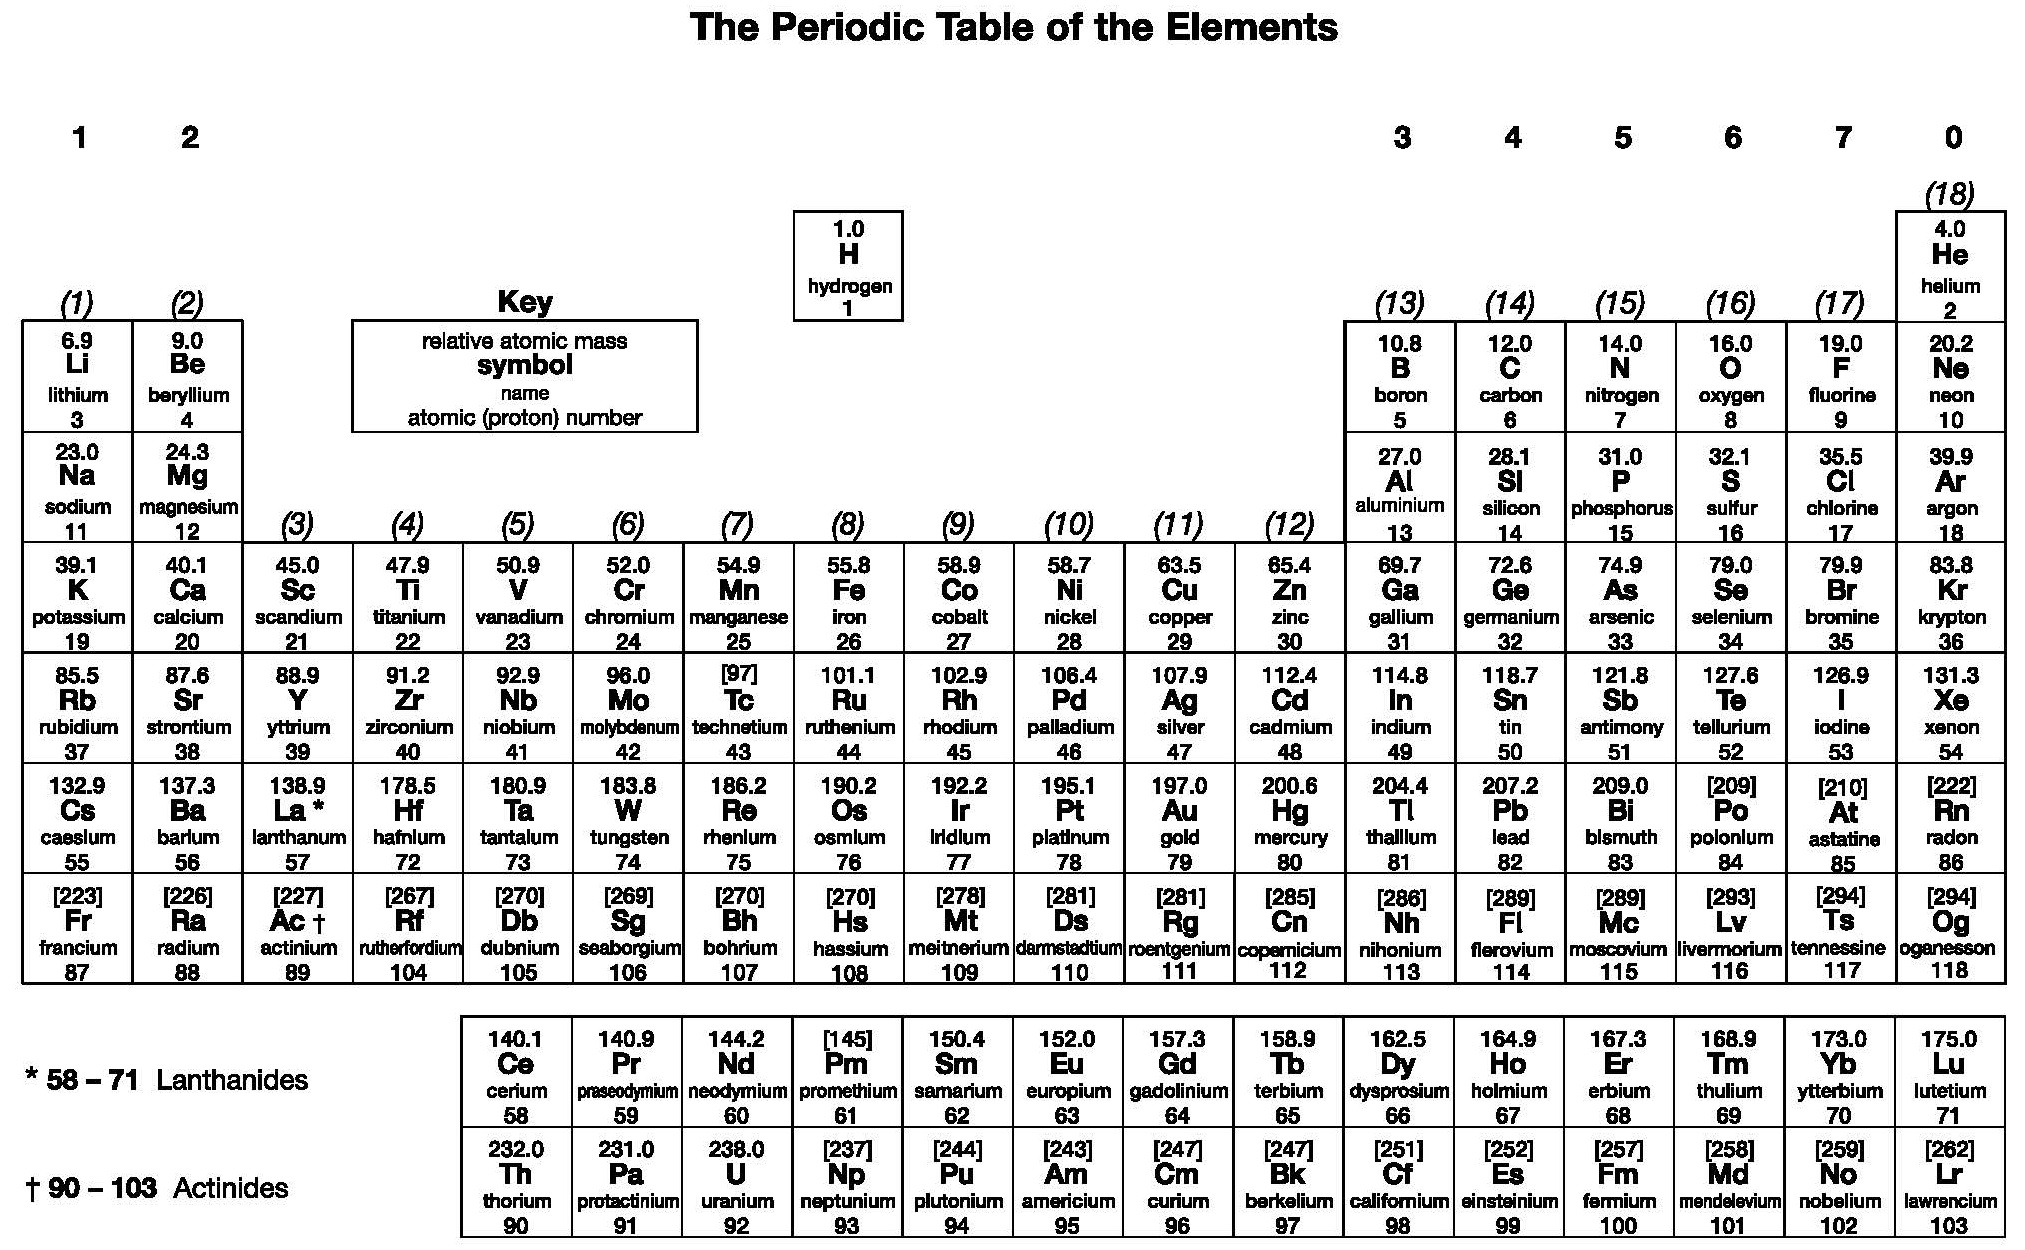 The Periodic Table of the Elements
1 2 3 4 5 6 7 0
(18)
1.0 4.0
H He
hydrogen helium
(1) (2) Key 1 (13) (14) (15) (16) (17) 2
6.9 9.0 relative atomic mass 10.8 12.0 14.0 16.0 19.0 20.2
Li Be symbol B C N O F Ne
lithium beryllium name boron carbon nitrogen oxygen fluorine neon
3 4 atomic (proton) number 5 6 7 8 9 10
23.0 24.3 27.0 28.1 31.0 32.1 35.5 39.9
Na Mg Al Si P S Cl Ar
sodium magnesium aluminium silicon phosphorus sulfur chlorine argon
11 12 (3) (4) (5) (6) (7) (8) (9) (10) (11) (12) 13 14 15 16 17 18
39.1 40.1 45.0 47.9 50.9 52.0 54.9 55.8 58.9 58.7 63.5 65.4 69.7 72.6 74.9 79.0 79.9 83.8
K Ca Sc Ti V Cr Mn Fe Co Ni Cu Zn Ga Ge As Se Br Kr
potassium calcium scandium titanium vanadium chromium manganese iron cobalt nickel copper zinc gallium germanium arsenic selenium bromine krypton
19 20 21 22 23 24 25 26 27 28 29 30 31 32 33 34 35 36
85.5 87.6 88.9 91.2 92.9 96.0 [97] 101.1 102.9 106.4 107.9 112.4 114.8 118.7 121.8 127.6 126.9 131.3
Rb Sr Y Zr Nb Mo Tc Ru Rh Pd Ag Cd In Sn Sb Te I Xe
rubidium strontium yttrium zirconium niobium molybdenum technetium ruthenium rhodium palladium silver cadmium indium tin antimony tellurium iodine xenon
37 38 39 40 41 42 43 44 45 46 47 48 49 50 51 52 53 54
132.9 137.3 138.9 178.5 180.9 183.8 186.2 190.2 192.2 195.1 197.0 200.6 204.4 207.2 209.0 [209] [210] [222]
Cs Ba La * Hf Ta W Re Os Ir Pt Au Hg Tl Pb Bi Po At Rn
caesium barium lanthanum hafnium tantalum tungsten rhenium osmium iridium platinum gold mercury thallium lead bismuth polonium astatine radon
55 56 57 72 73 74 75 76 77 78 79 80 81 82 83 84 85 86
[223] [226] [227] [267] [270] [269] [270] [270] [278] [281] [281] [285] [286] [289] [289] [293] [294] [294]
Fr Ra Ac † Rf Db Sg Bh Hs Mt Ds Rg Cn Nh Fl Mc Lv Ts Og
francium radium actinium rutherfordium dubnium seaborgium bohrium hassium meitnerium darmstadtium roentgenium copernicium nihonium flerovium moscovium livermorium tennessine oganesson
87 88 89 104 105 106 107 108 109 110 111 112 113 114 115 116 117 118
140.1 140.9 144.2 [145] 150.4 152.0 157.3 158.9 162.5 164.9 167.3 168.9 173.0 175.0
Ce Pr Nd Pm Sm Eu Gd Tb Dy Ho Er Tm Yb Lu
* 58 – 71 Lanthanides cerium praseodymium neodymium promethium samarium europium gadolinium terbium dysprosium holmium erbium thulium ytterbium lutetium
58 59 60 61 62 63 64 65 66 67 68 69 70 71
232.0 231.0 238.0 [237] [244] [243] [247] [247] [251] [252] [257] [258] [259] [262]
† 90 – 103 Actinides Th Pa U Np Pu Am Cm Bk Cf Es Fm Md No Lr
thorium protactinium uranium neptunium plutonium americium curium berkelium californium einsteinium fermium mendelevium nobelium lawrencium
90 91 92 93 94 95 96 97 98 99 100 101 102 103